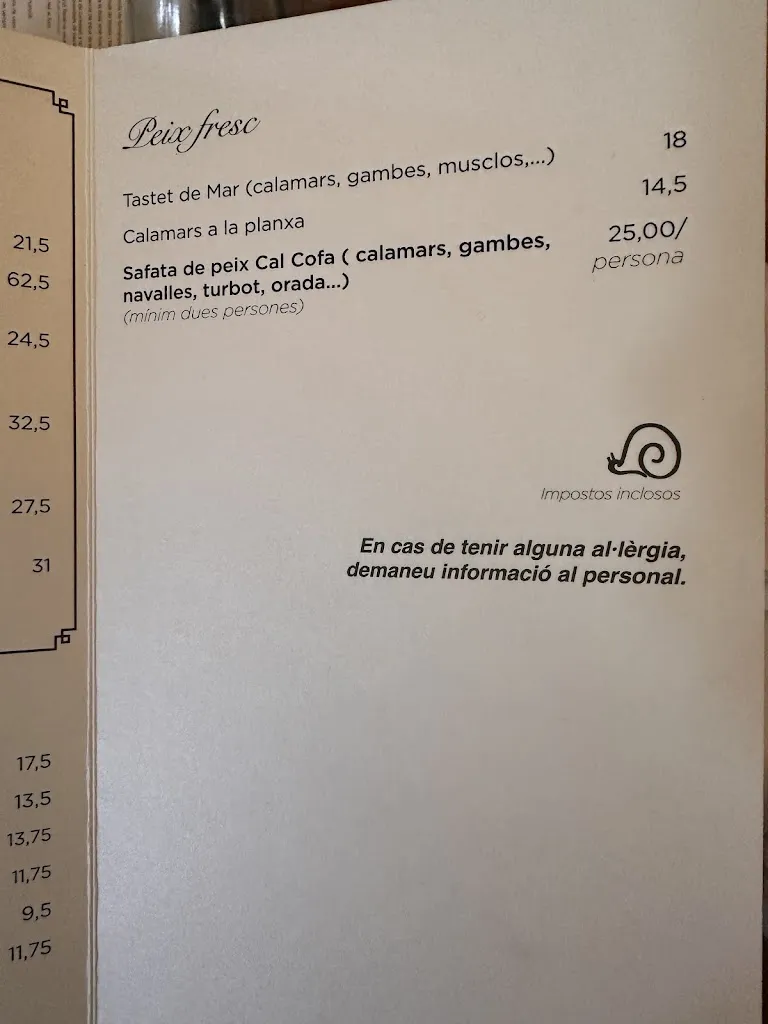 21,5
62,5
24,5
32,5
27,5
31
17,5
13,5
13,75
11,75
9,5
11,75
Peix fresc
Tastet de Mar (calamars, gambes, musclos,...) 18
Calamars a la planxa 14,5
Safata de peix Cal Cofa ( calamars, gambes, 25,00/
navalles, turbot, orada...) persona
(mínim dues persones)
Impostos inclosos
En cas de tenir alguna al·lèrgia,
demaneu informació al personal.